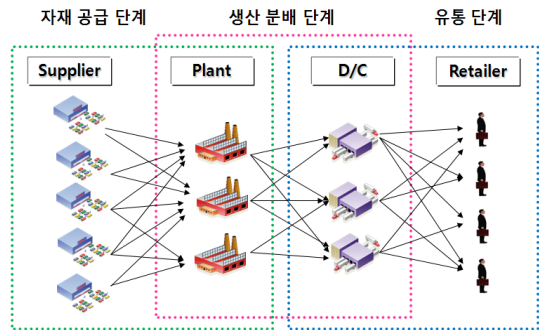 자재 공급 단계
생산 분배 단계
유통 단계
Supplier
Plant
D/C
Retailer